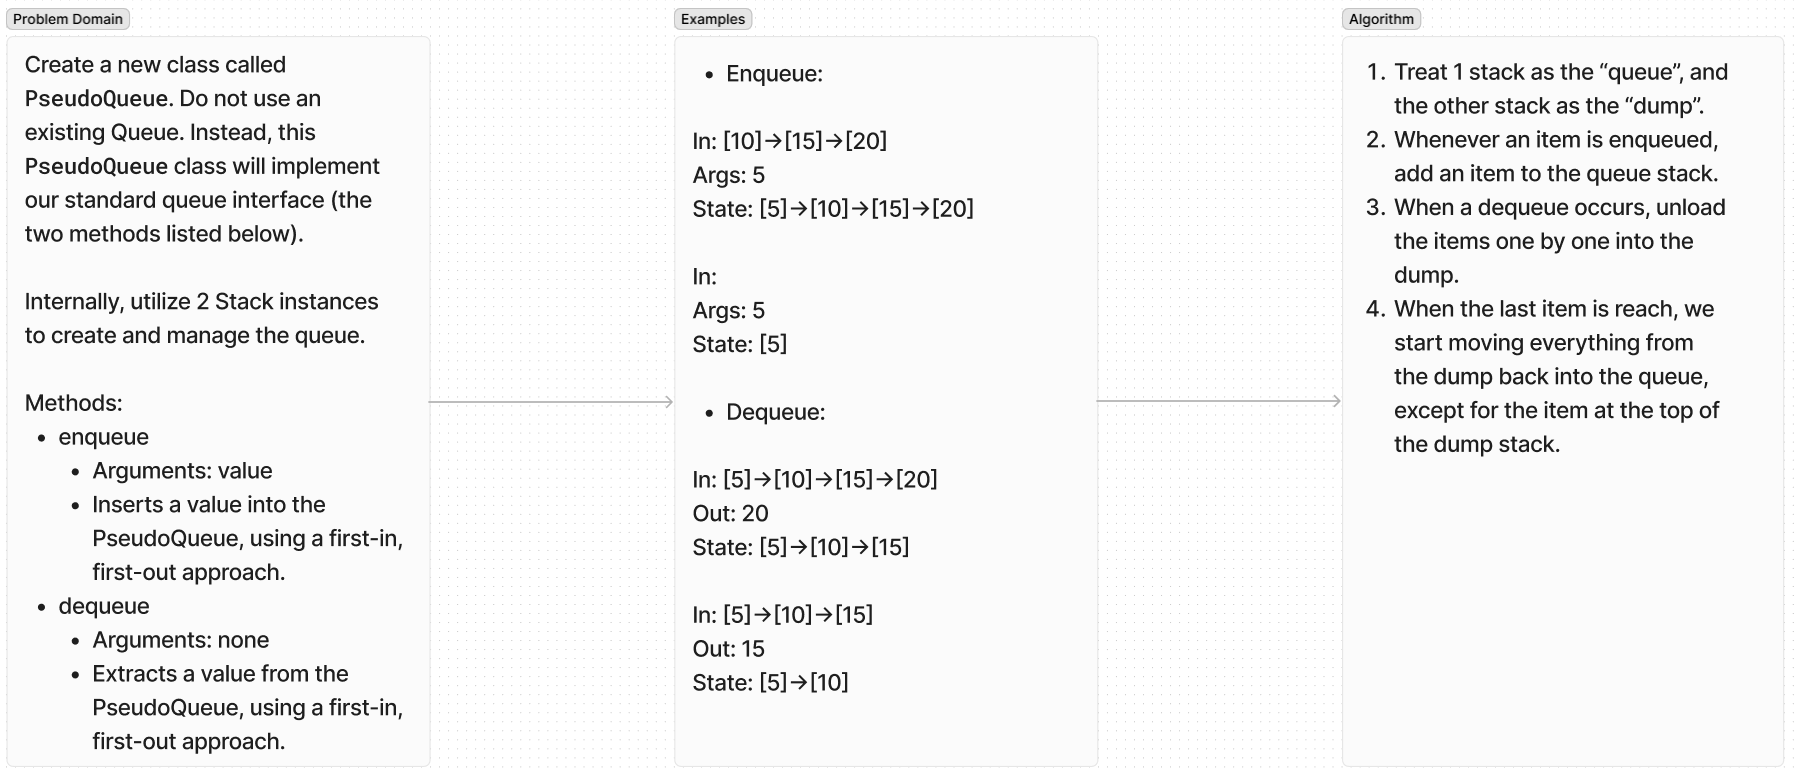 Problem Domain
Create a new class called
PseudoQueue. Do not use an
existing Queue. Instead, this
PseudoQueue class will implement
our standard queue interface (the
two methods listed below).
Internally, utilize 2 Stack instances
to create and manage the queue.
Methods:
• enqueue
• Arguments: value
• Inserts a value into the
PseudoQueue, using a first-in,
first-out approach.
• dequeue
• Arguments: none
• Extracts a value from the
PseudoQueue, using a first-in,
first-out approach.
Examples
• Enqueue:
In: [10]→[15]→[20]
Args: 5
State: [5]→[10]→[15]→[20]
In:
Args: 5
State: [5]
• Dequeue:
In: [5]→[10]→[15]→[20]
Out: 20
State: [5]→[10]→[15]
In: [5]→[10]→[15]
Out: 15
State: [5]→[10]
Algorithm
1. Treat 1 stack as the “queue”, and
the other stack as the “dump”.
2. Whenever an item is enqueued,
add an item to the queue stack.
3. When a dequeue occurs, unload
the items one by one into the
dump.
4. When the last item is reach, we
start moving everything from
the dump back into the queue,
except for the item at the top of
the dump stack.